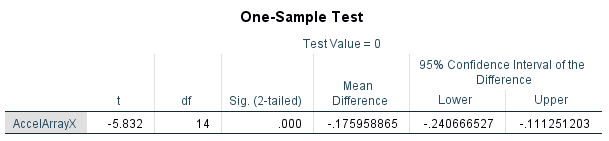 One-Sample Test
Test Value = 0
95% Confidence Interval of the
Difference
t df Sig. (2-tailed) Mean
Difference Lower Upper
AccelArrayX -5.832 14 .000 -.175958865 -.240666527 -.111251203